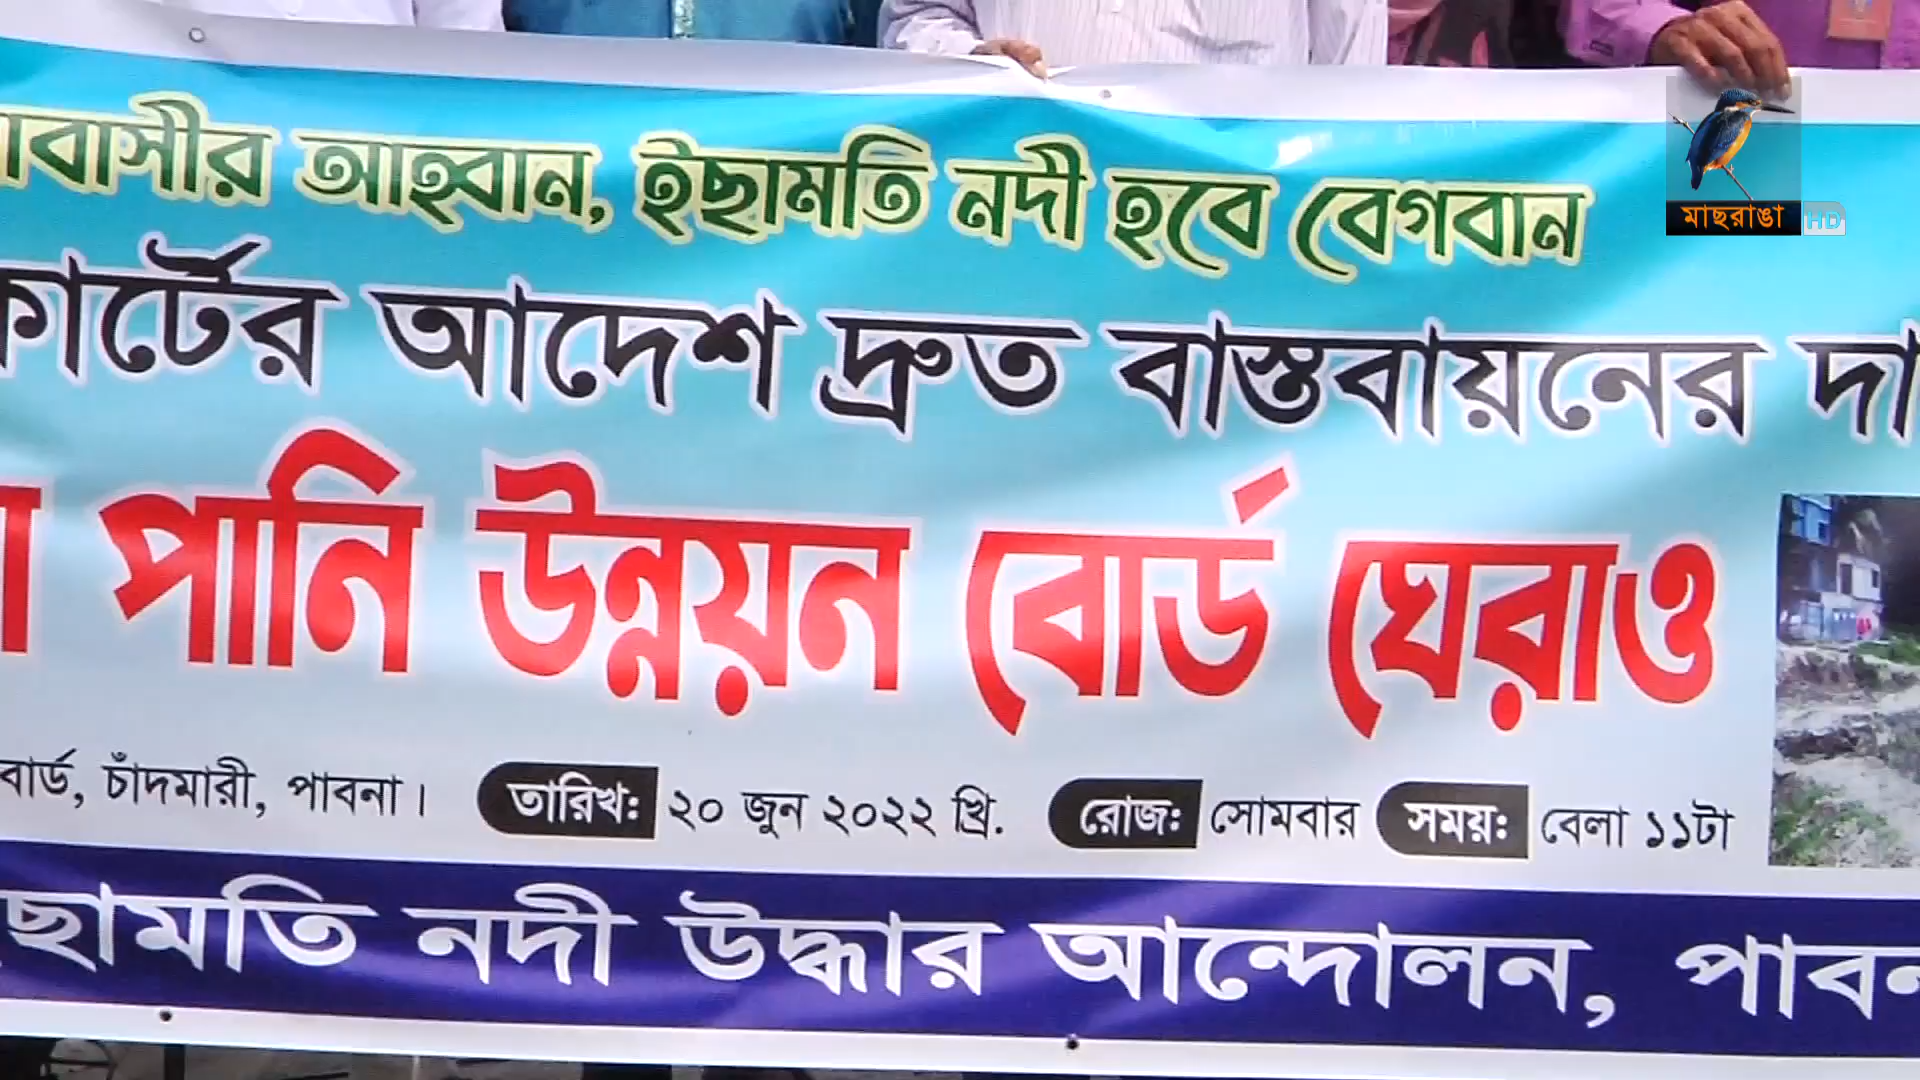 আহ্বান, ইছামতি নদী হবে বেগবান
মাছরাঙা HD
আদেশ দ্রুত বাস্তবায়নের
পানি উন্নয়ন বোর্ড ঘেরাও
চাঁদমারী, পাবনা। তারিখ: ২০ জুন ২০২২ খ্রি. রোজ: সোমবার সময়: বেলা ১১টা
নদী উদ্ধার আন্দোলন,